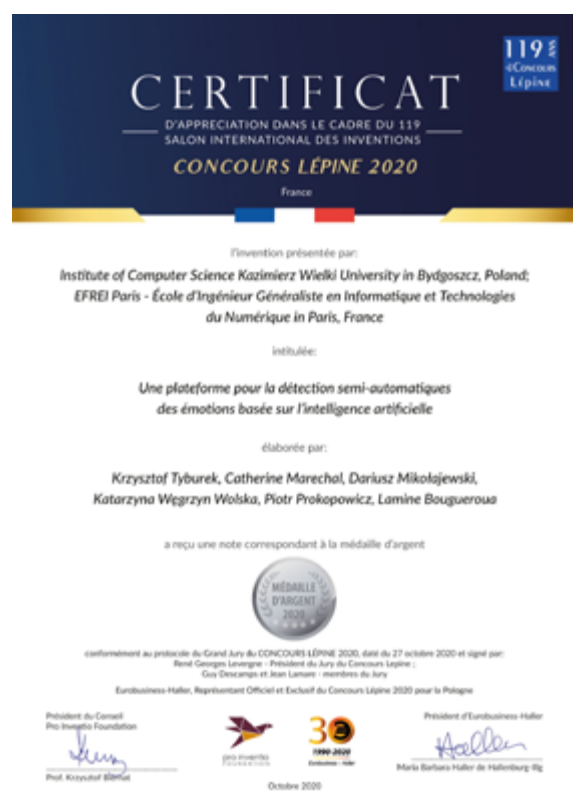 119 ANS
Concours
Lépine
CERTIFICAT
D'APPRECIATION DANS LE CADRE DU 119
SALON INTERNATIONAL DES INVENTIONS
CONCOURS LÉPINE 2020
France
l'invention présentée par:
Institute of Computer Science Kazimierz Wielki University in Bydgoszcz, Poland;
EFREI Paris - École d'Ingénieur Généraliste en Informatique et Technologies
du Numérique in Paris, France
intitulée:
Une plateforme pour la détection semi-automatiques
des émotions basée sur l'intelligence artificielle
élaborée par:
Krzysztof Tyburek, Catherine Marechal, Dariusz Mikołajewski,
Katarzyna Węgrzyn Wolska, Piotr Prokopowicz, Lamine Bougueroua
a reçu une note correspondant à la médaille d'argent
MÉDAILLE
D'ARGENT
2020
conformément au protocole du Grand Jury du CONCOURS LÉPINE 2020, daté du 27 octobre 2020 et signé par:
René Georges Levergne - Président du Jury du Concours Lepine ;
Guy Descamps et Jean Lamare - membres du Jury
Eurobusiness-Haller, Représentant Officiel et Exclusif du Concours Lépine 2020 pour la Pologne
Président du Conseil
Pro Inventio Foundation
Prof. Krzysztof
pro inventio
FOUNDATION
30
1990-2020
Eurobusiness - Haller
Président d'Eurobusiness-Haller
Maria Barbara Haller de Hallenburg-Illg
Octobre 2020